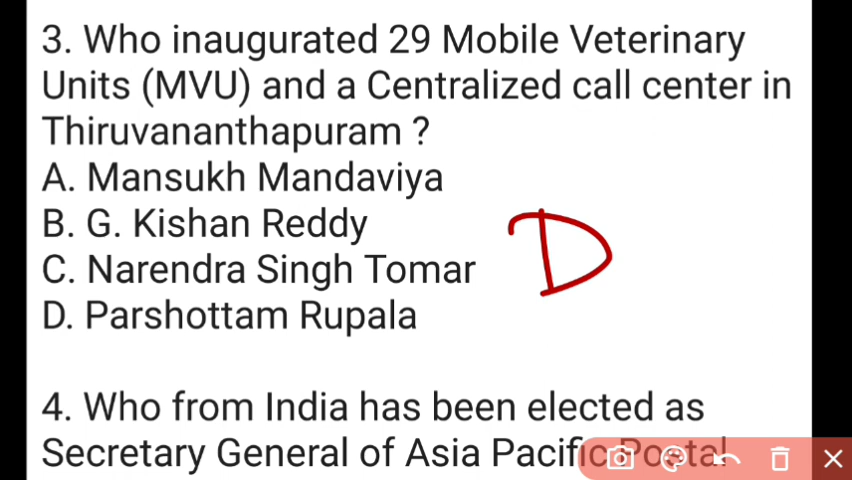 3. Who inaugurated 29 Mobile Veterinary
Units (MVU) and a Centralized call center in
Thiruvananthapuram ?
A. Mansukh Mandaviya
B. G. Kishan Reddy
D
C. Narendra Singh Tomar
D. Parshottam Rupala
4. Who from India has been elected as
Secretary General of Asia Pacific Postal